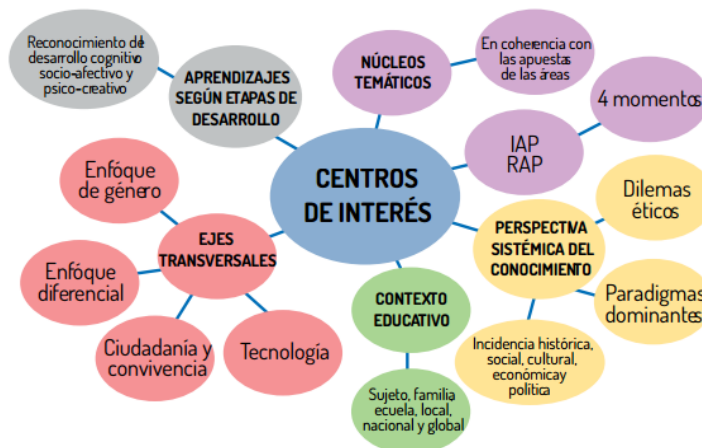 Reconocimiento de
desarrollo cognitivo
socio-afectivo y
psico-creativo
APRENDIZAJES
SEGÚN ETAPAS DE
DESARROLLO
NÚCLEOS
TEMÁTICOS
En coherencia con
las apuestas
de las áreas
4 momentos
IAP
RAP
CENTROS
DE INTERÉS
Enfóque
de género
Enfóque
diferencial
EJES
TRANSVERSALES
Ciudadanía y
convivencia
Tecnología
CONTEXTO
EDUCATIVO
Sujeto, familia
ecuela, local,
nacional y global
PERSPECTIVA
SISTÉMICA DEL
CONOCIMIENTO
Dilemas
éticos
Paradigmas
dominantes
Incidencia histórica,
social, cultural,
económica y
política